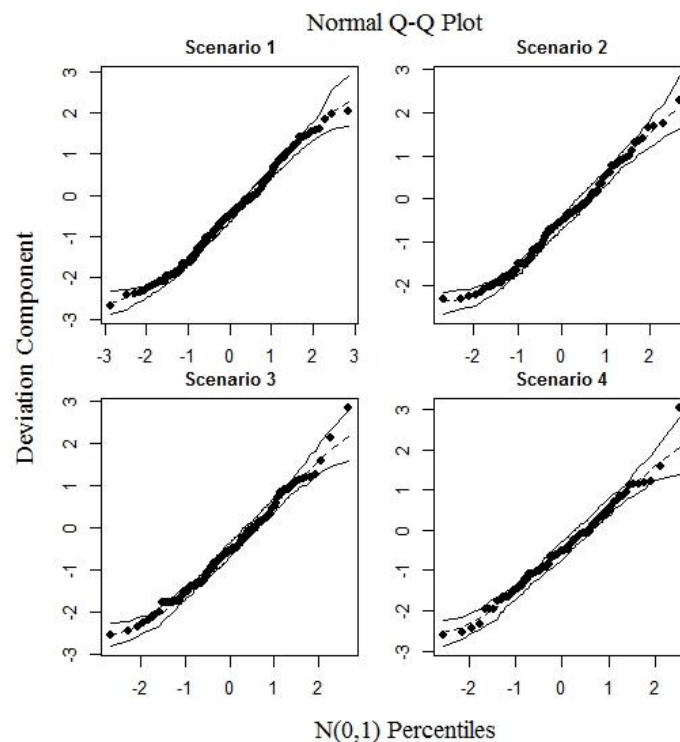 Normal Q-Q Plot
Scenario 1
Scenario 2
3
2
1
0
-1
-2
-3
-3 -2 -1 0 1 2 3
3
2
1
0
-1
-2
-2 -1 0 1 2
Scenario 3
Scenario 4
3
2
1
0
-1
-2
-3
-2 -1 0 1 2
3
2
1
0
-1
-2
-3
-2 -1 0 1 2
Deviation Component
N(0,1) Percentiles